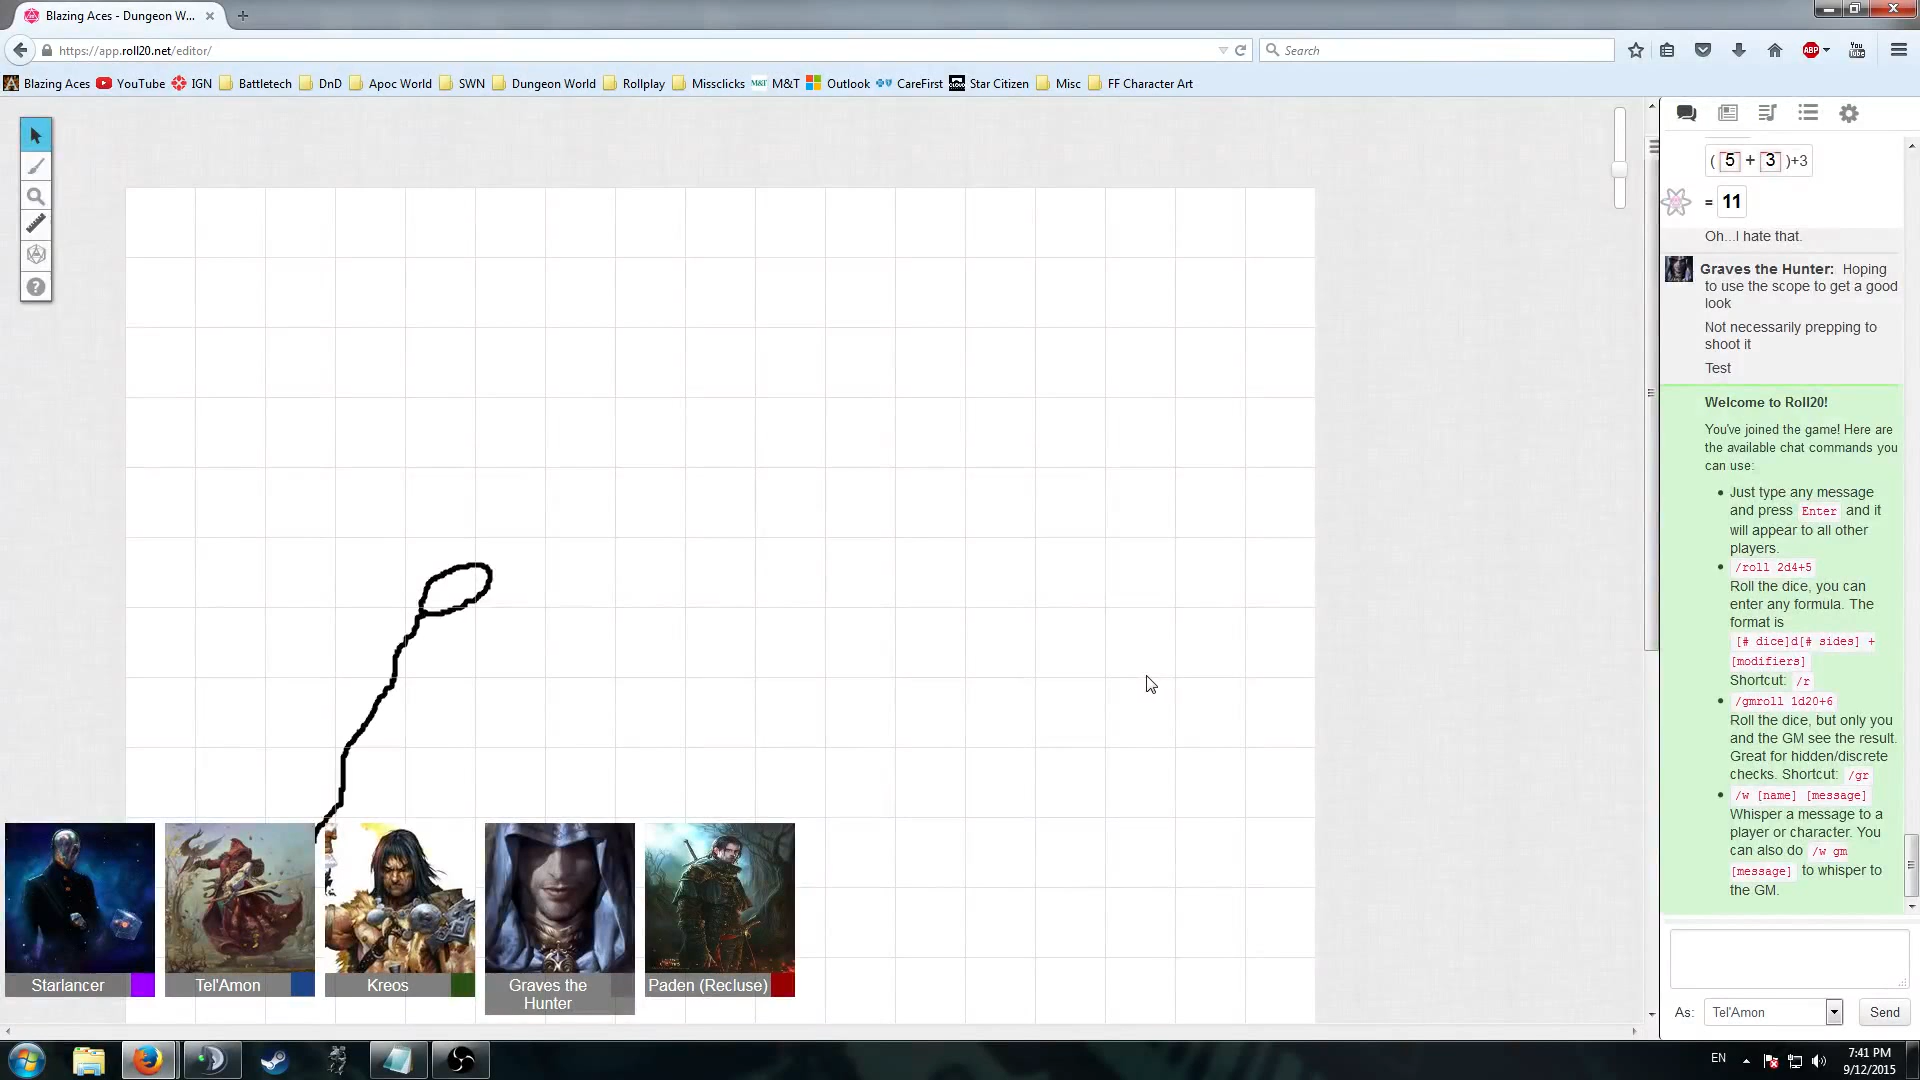 Blazing Aces - Dungeon W...
https://app.roll20.net/editor/
Search
ABP
You Tube
Blazing Aces YouTube IGN Battletech DnD Apoc World SWN Dungeon World Rollplay Missclicks M&T M&T Outlook CareFirst Star Citizen Misc FF Character Art
( 5 + 3 )+3
= 11
Oh...I hate that.
Graves the Hunter: Hoping
to use the scope to get a good
look
Not necessarily prepping to
shoot it
Test
Welcome to Roll20!
You've joined the game! Here are
the available chat commands you
can use:
Just type any message
and press Enter and it
will appear to all other
players.
/roll 2d4+5
Roll the dice, you can
enter any formula. The
format is
[# dice]d[# sides] +
[modifiers]
Shortcut: /r
/gmroll 1d20+6
Roll the dice, but only you
and the GM see the result.
Great for hidden/discrete
checks. Shortcut: /gr
/w [name] [message]
Whisper a message to a
player or character. You
can also do /w gm
[message] to whisper to
the GM.
Starlancer
Tel'Amon
Kreos
Graves the
Hunter
Paden (Recluse)
As: Tel'Amon Send
EN
7:41 PM
9/12/2015